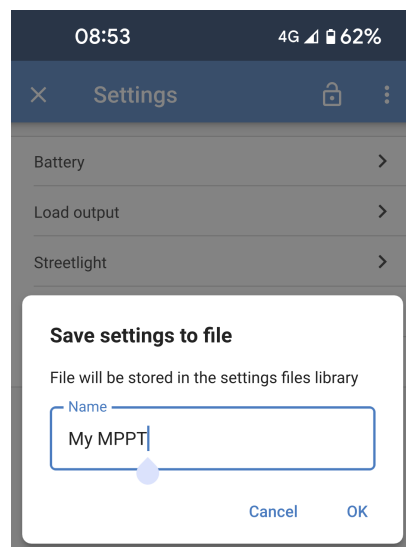 08:53 4G 62%
Settings
Battery
Load output
Streetlight
Save settings to file
File will be stored in the settings files library
Name
My MPPT
Cancel OK